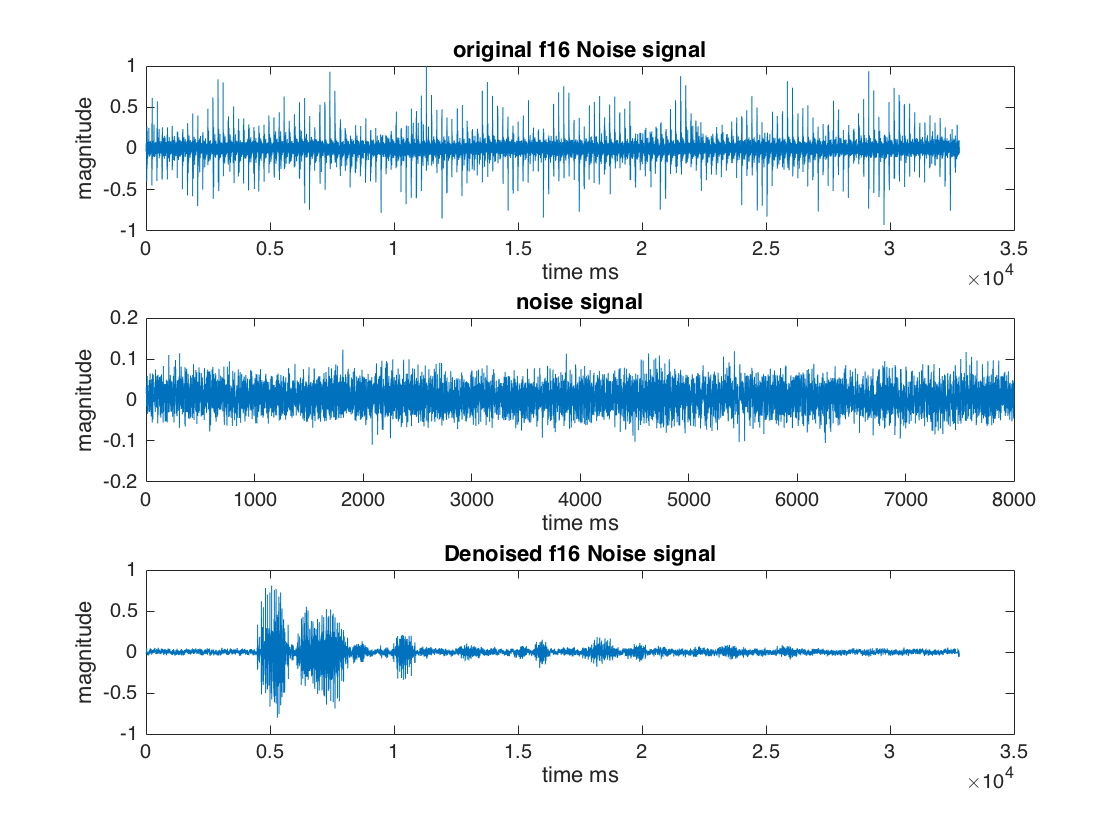 original f16 Noise signal
magnitude
1
0.5
0
-0.5
-1
0 0.5 1 1.5 2 2.5 3 3.5
time ms
×10^4
noise signal
magnitude
0.2
0.1
0
-0.1
-0.2
0 1000 2000 3000 4000 5000 6000 7000 8000
time ms
Denoised f16 Noise signal
magnitude
1
0.5
0
-0.5
-1
0 0.5 1 1.5 2 2.5 3 3.5
time ms
×10^4